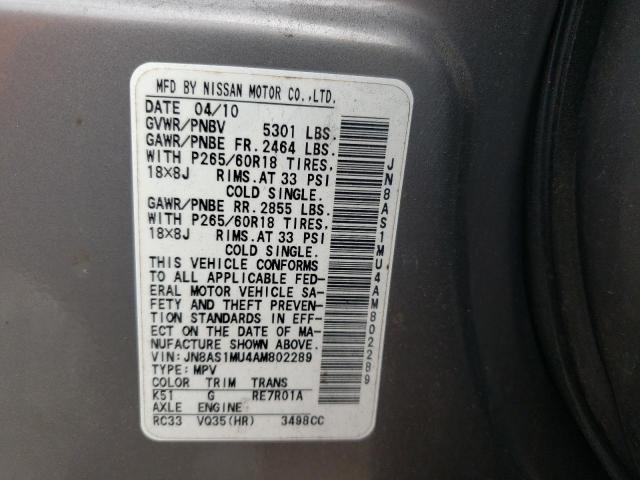 MFD BY NISSAN MOTOR CO.,LTD.
DATE 04/10
GVWR/PNBV 5301 LBS.
GAWR/PNBE FR. 2464 LBS.
WITH P265/60R18 TIRES,
18X8J RIMS.AT 33 PSI
COLD SINGLE.
GAWR/PNBE RR. 2855 LBS.
WITH P265/60R18 TIRES,
18X8J RIMS.AT 33 PSI
COLD SINGLE.
THIS VEHICLE CONFORMS
TO ALL APPLICABLE FED-
ERAL MOTOR VEHICLE SA-
FETY AND THEFT PREVEN-
TION STANDARDS IN EFF-
ECT ON THE DATE OF MA-
NUFACTURE SHOWN ABOVE.
VIN: JN8AS1MU4AM802289
TYPE: MPV
COLOR TRIM TRANS
K51 G RE7R01A
AXLE ENGINE
RC33 VQ35(HR) 3498CC
JN8AS1MU4AM802289